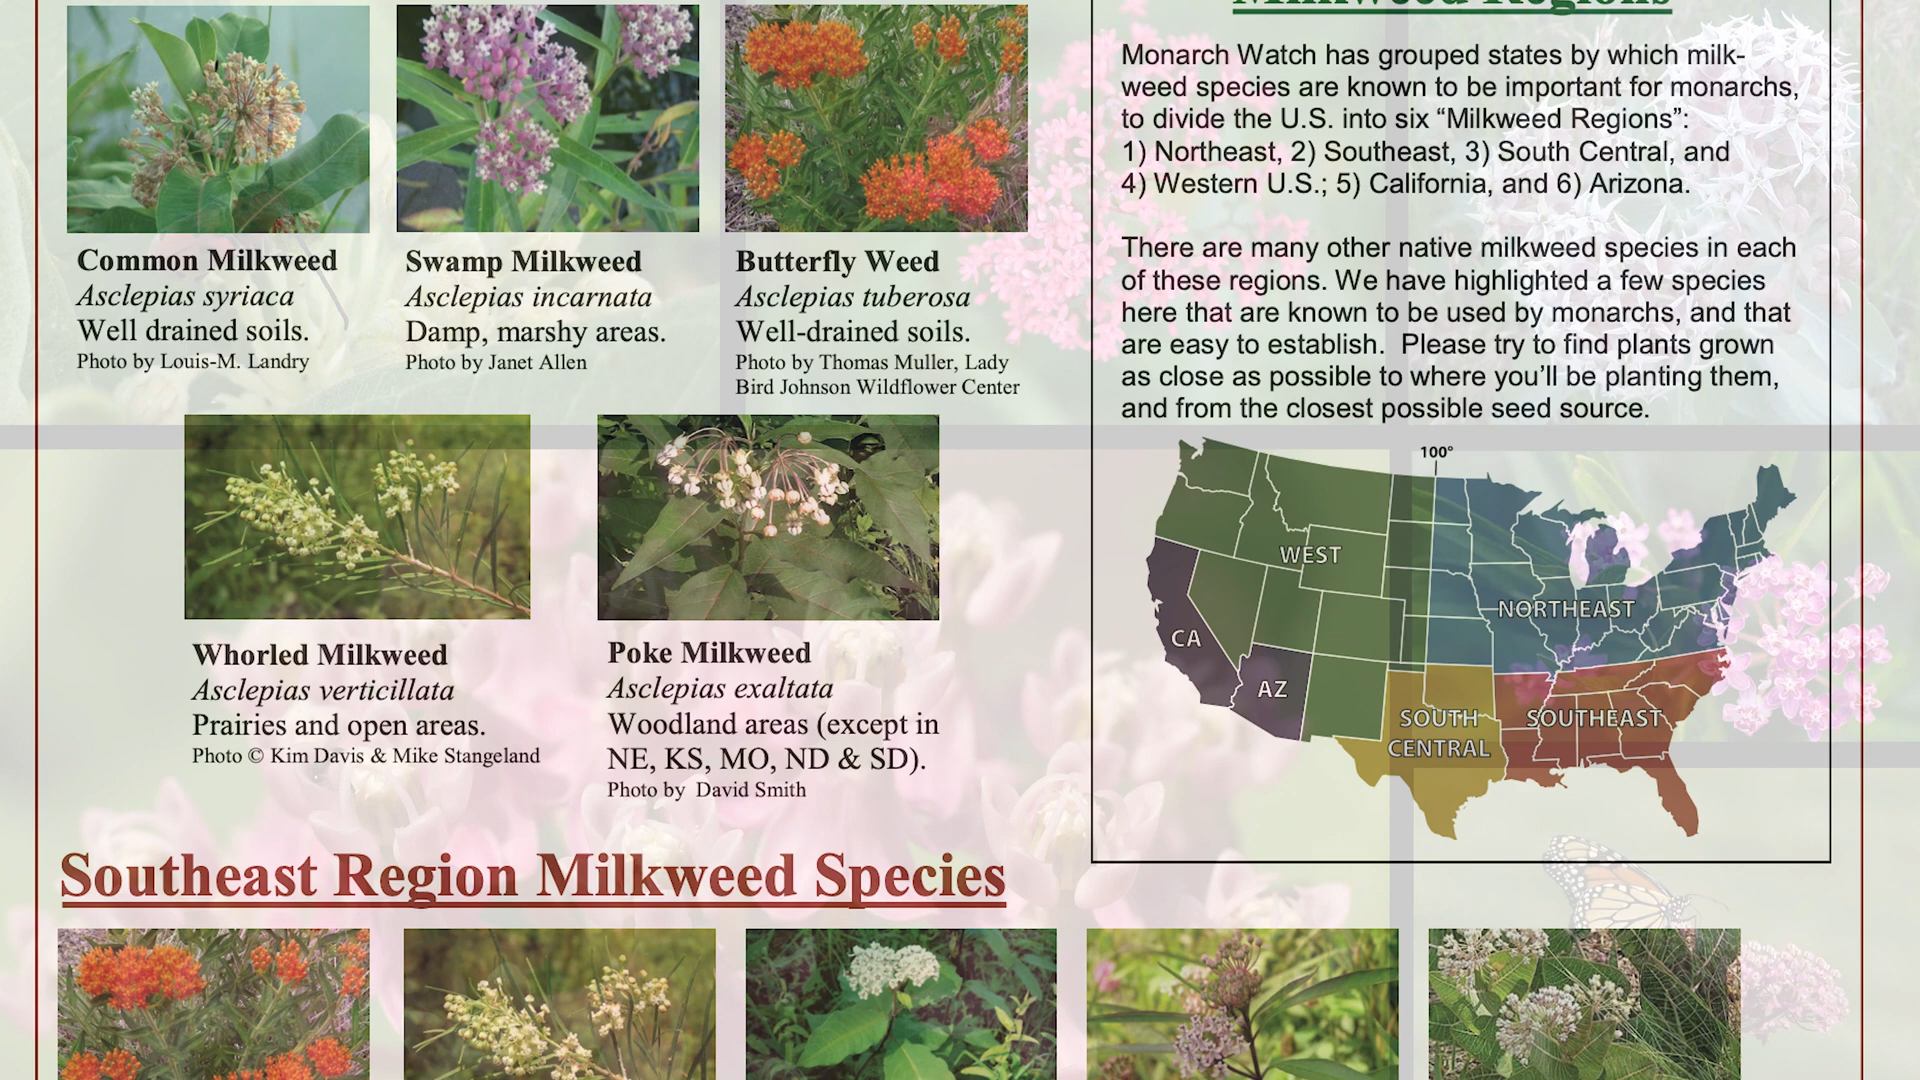 Milkweed Regions
Monarch Watch has grouped states by which milk-
weed species are known to be important for monarchs,
to divide the U.S. into six “Milkweed Regions”:
1) Northeast, 2) Southeast, 3) South Central, and
4) Western U.S.; 5) California, and 6) Arizona.
There are many other native milkweed species in each
of these regions. We have highlighted a few species
here that are known to be used by monarchs, and that
are easy to establish.  Please try to find plants grown
as close as possible to where you’ll be planting them,
and from the closest possible seed source.
100°
WEST
NORTHEAST
CA
AZ
SOUTH
CENTRAL
SOUTHEAST
Common Milkweed
Asclepias syriaca
Well drained soils.
Photo by Louis-M. Landry
Swamp Milkweed
Asclepias incarnata
Damp, marshy areas.
Photo by Janet Allen
Butterfly Weed
Asclepias tuberosa
Well-drained soils.
Photo by Thomas Muller, Lady
Bird Johnson Wildflower Center
Whorled Milkweed
Asclepias verticillata
Prairies and open areas.
Photo © Kim Davis & Mike Stangeland
Poke Milkweed
Asclepias exaltata
Woodland areas (except in
NE, KS, MO, ND & SD).
Photo by  David Smith
Southeast Region Milkweed Species